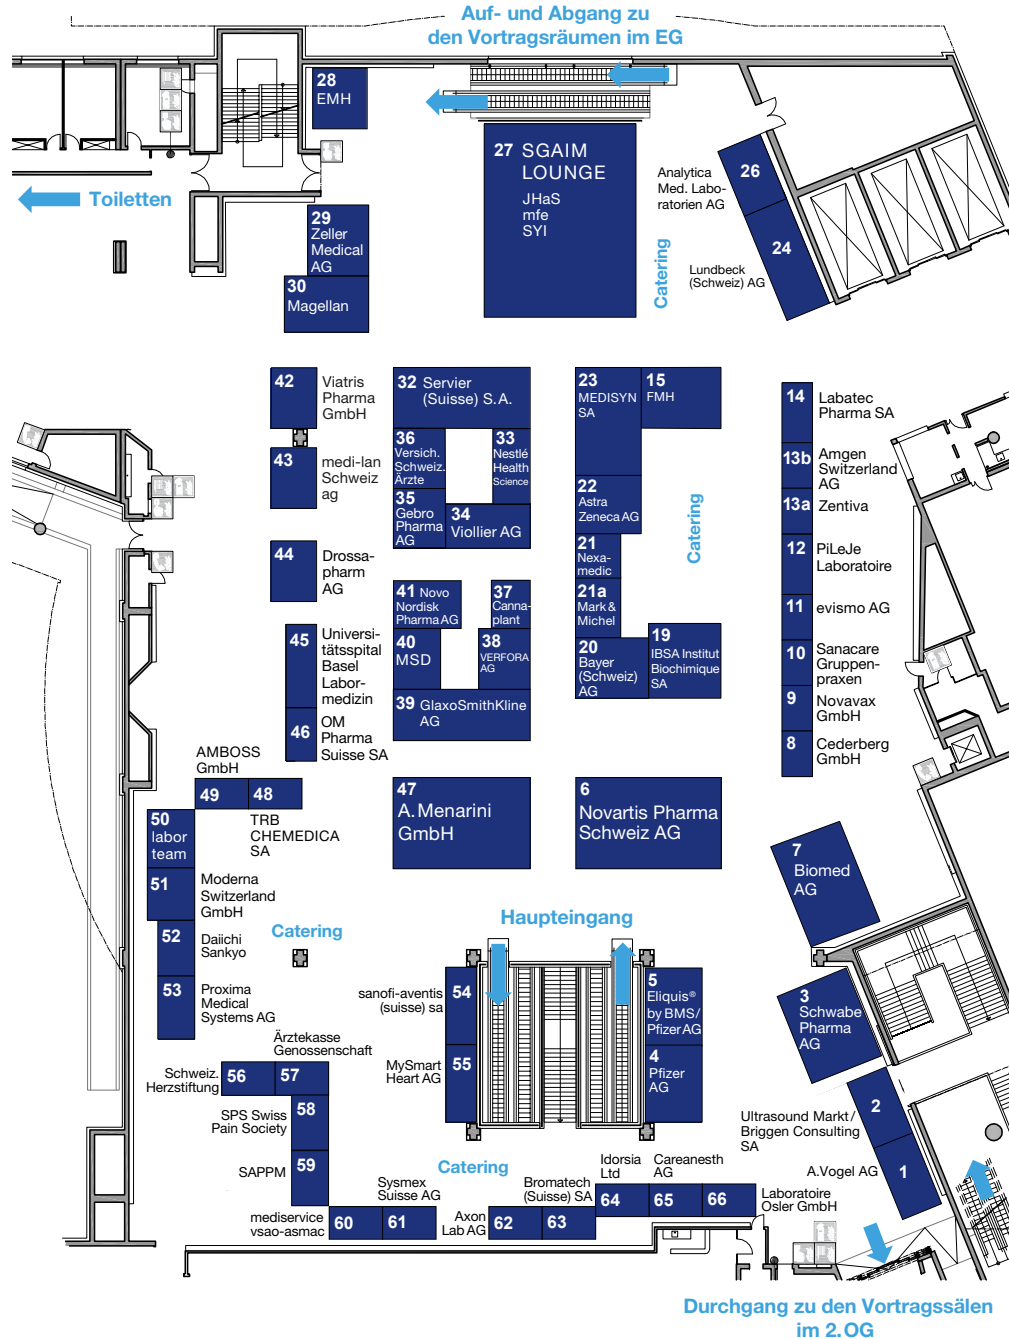 Auf- und Abgang zu
den Vortragsräumen im EG
28
EMH
Toiletten
27 SGAIM
LOUNGE
JHaS
mfe
SYI
Catering
Analytica
Med. Labo-
ratorien AG
26
24
Lundbeck
(Schweiz) AG
29
Zeller
Medical
AG
30
Magellan
42
Viatris
Pharma
GmbH
43
medi-lan
Schweiz
ag
44
Drossa-
pharm
AG
45
Universi-
tätsspital
Basel
Labor-
medizin
46
OM
Pharma
Suisse SA
32 Servier
(Suisse) S.A.
36
Versich.
Schweiz.
Ärzte
33
Nestlé
Health
Science
35
Gebro
Pharma
AG
34
Viollier AG
41 Novo
Nordisk
Pharma AG
37
Canna-
plant
40
MSD
38
VERFORA
AG
39 GlaxoSmithKline
AG
23
MEDISYN
SA
15
FMH
22
Astra
Zeneca AG
21
Nexa-
medic
21a
Mark &
Michel
20
Bayer
(Schweiz)
AG
19
IBSA Institut
Biochimique
SA
Catering
14
Labatec
Pharma SA
13b
Amgen
Switzerland
AG
13a
Zentiva
12
PiLeJe
Laboratoire
11
evismo AG
10
Sanacare
Gruppen-
praxen
9
Novavax
GmbH
8
Cederberg
GmbH
AMBOSS
GmbH
49
48
TRB
CHEMEDICA
SA
47
A. Menarini
GmbH
6
Novartis Pharma
Schweiz AG
50
labor
team
51
Moderna
Switzerland
GmbH
52
Daiichi
Sankyo
53
Proxima
Medical
Systems AG
7
Biomed
AG
Catering
Haupteingang
sanofi-aventis
(suisse) sa
54
MySmart
Heart AG
55
5
Eliquis®
by BMS/
Pfizer AG
4
Pfizer
AG
3
Schwabe
Pharma
AG
Ärztekasse
Genossenschaft
Schweiz.
Herzstiftung
56
57
SPS Swiss
Pain Society
58
SAPPM
59
2
Ultrasound Markt /
Briggen Consulting
SA
A. Vogel AG
1
Catering
mediservice
vsao-asmac
60
Sysmex
Suisse AG
61
Axon
Lab AG
62
Bromatech
(Suisse) SA
63
Idorsia
Ltd
64
Careanesth
AG
65
66
Laboratoire
Osler GmbH
Durchgang zu den Vortragssälen
im 2. OG